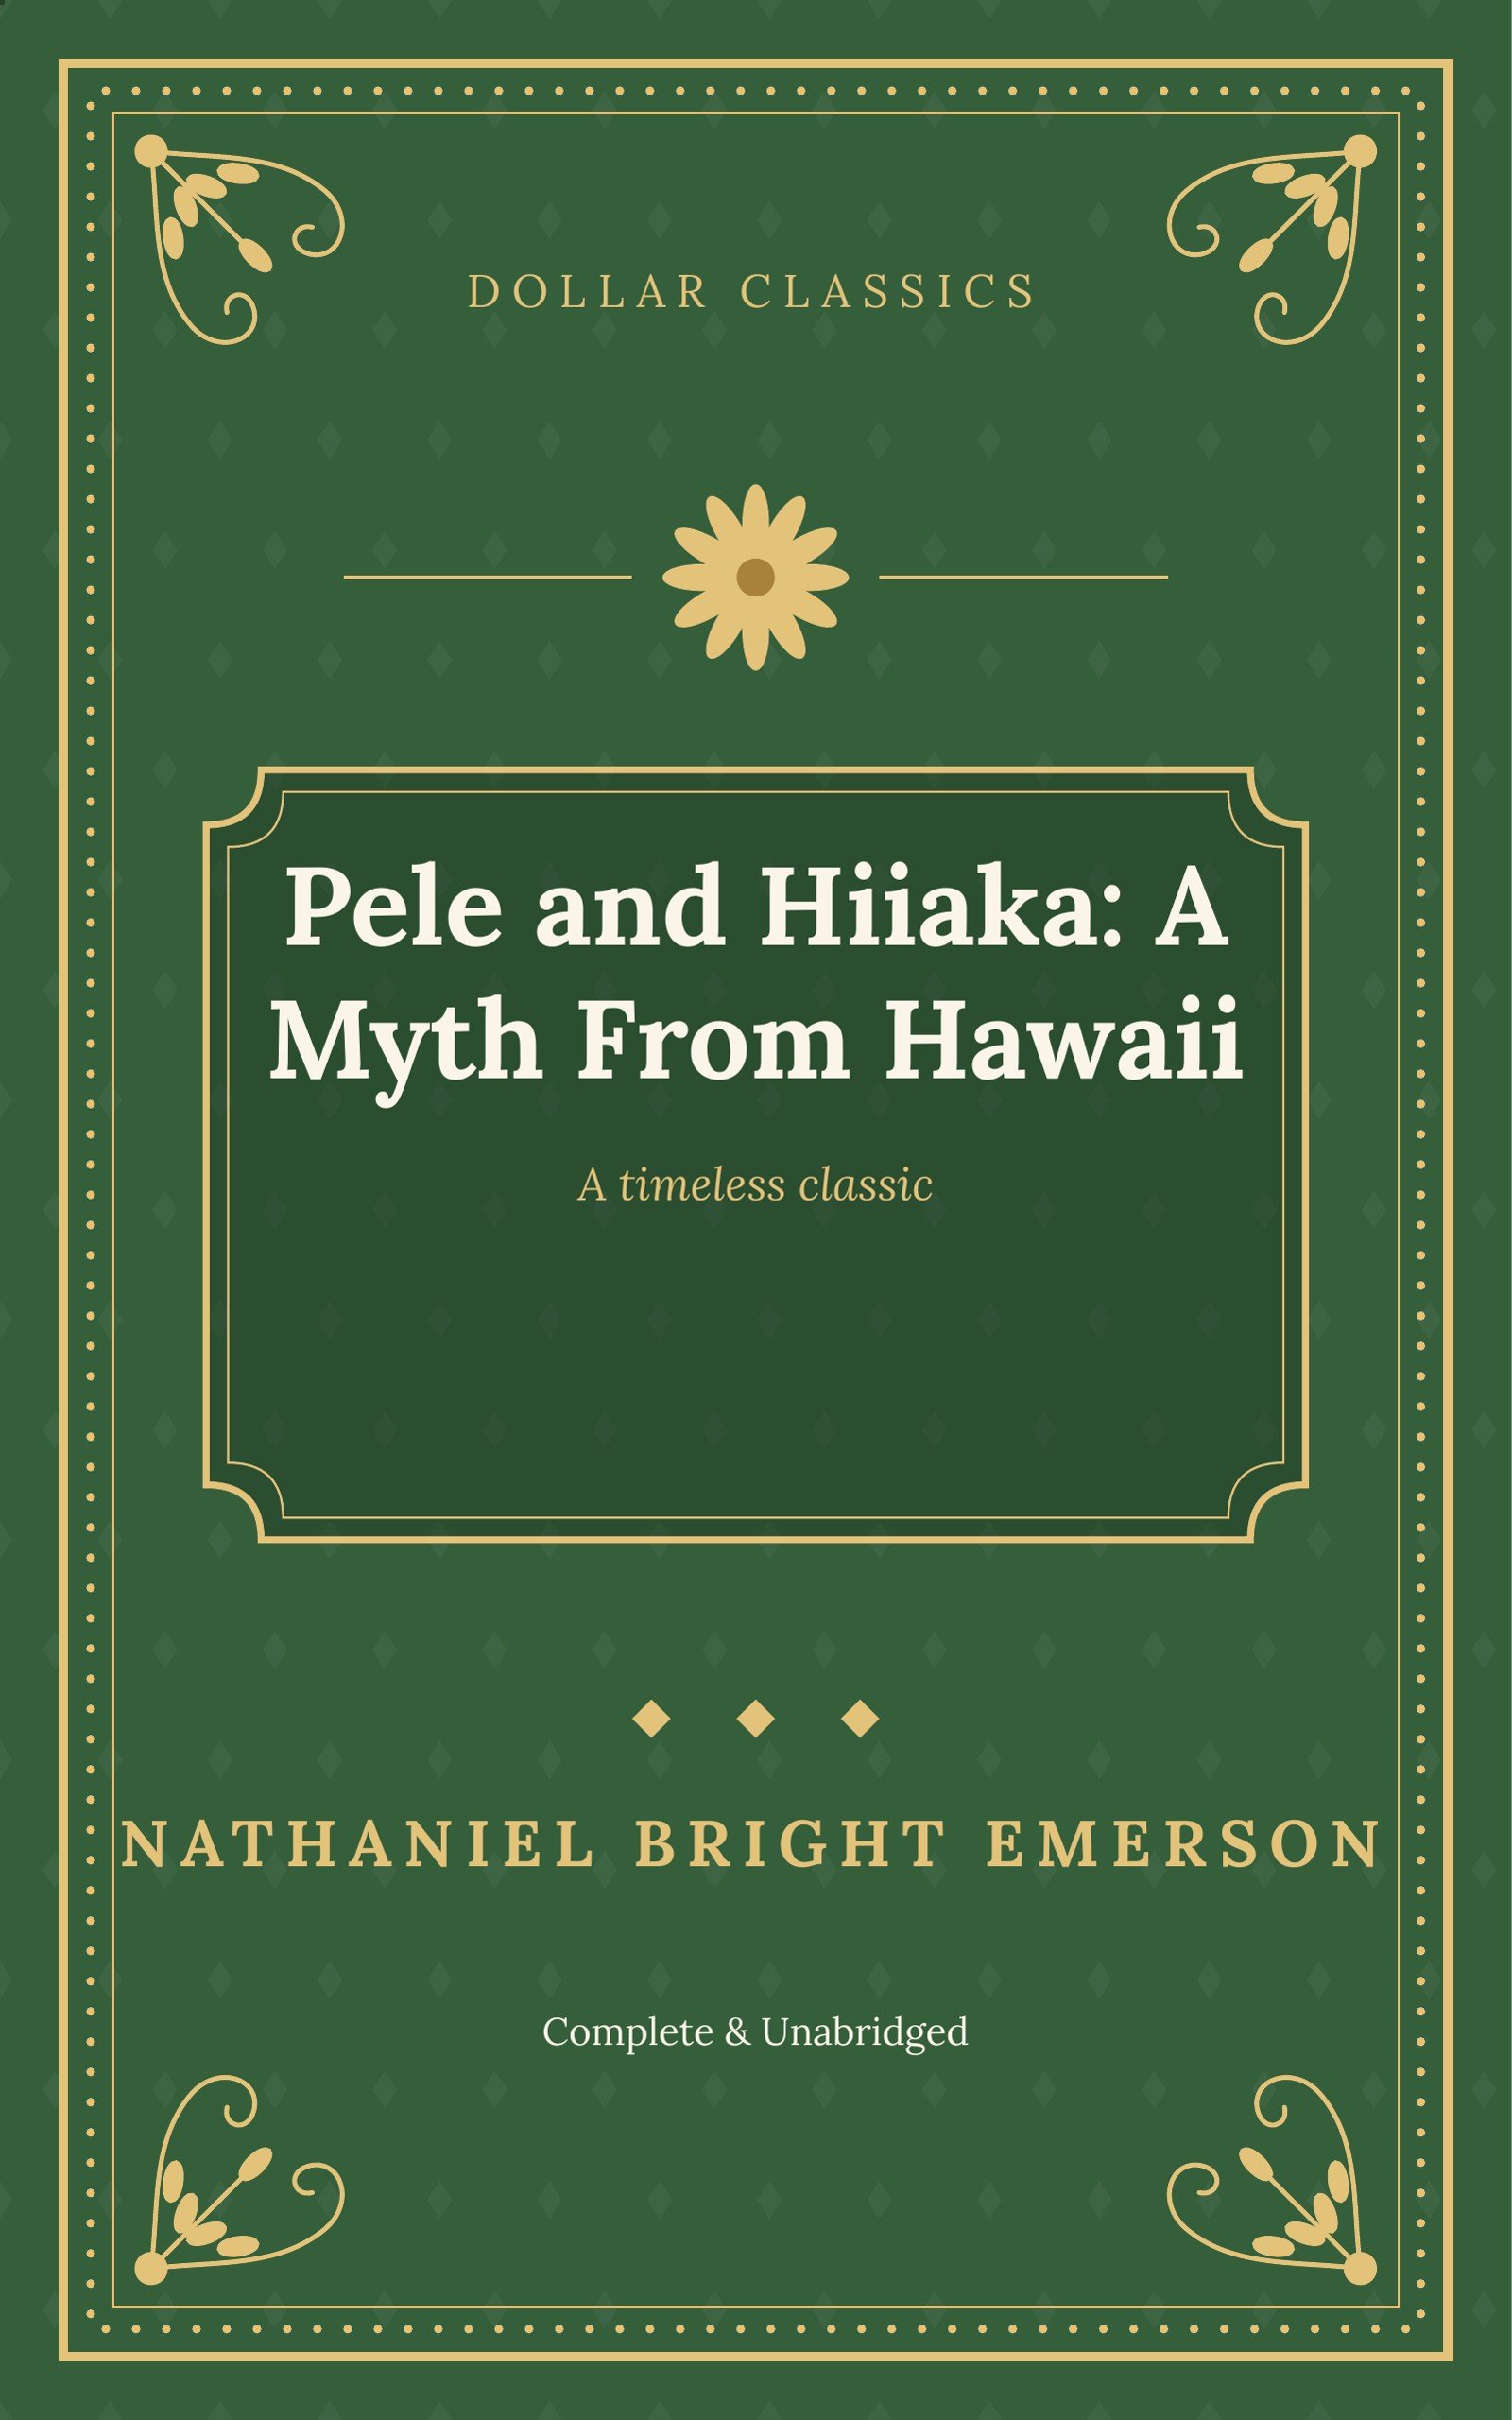 DOLLAR CLASSICS
Pele and Hiiaka: A
Myth From Hawaii
A timeless classic
NATHANIEL BRIGHT EMERSON
Complete & Unabridged